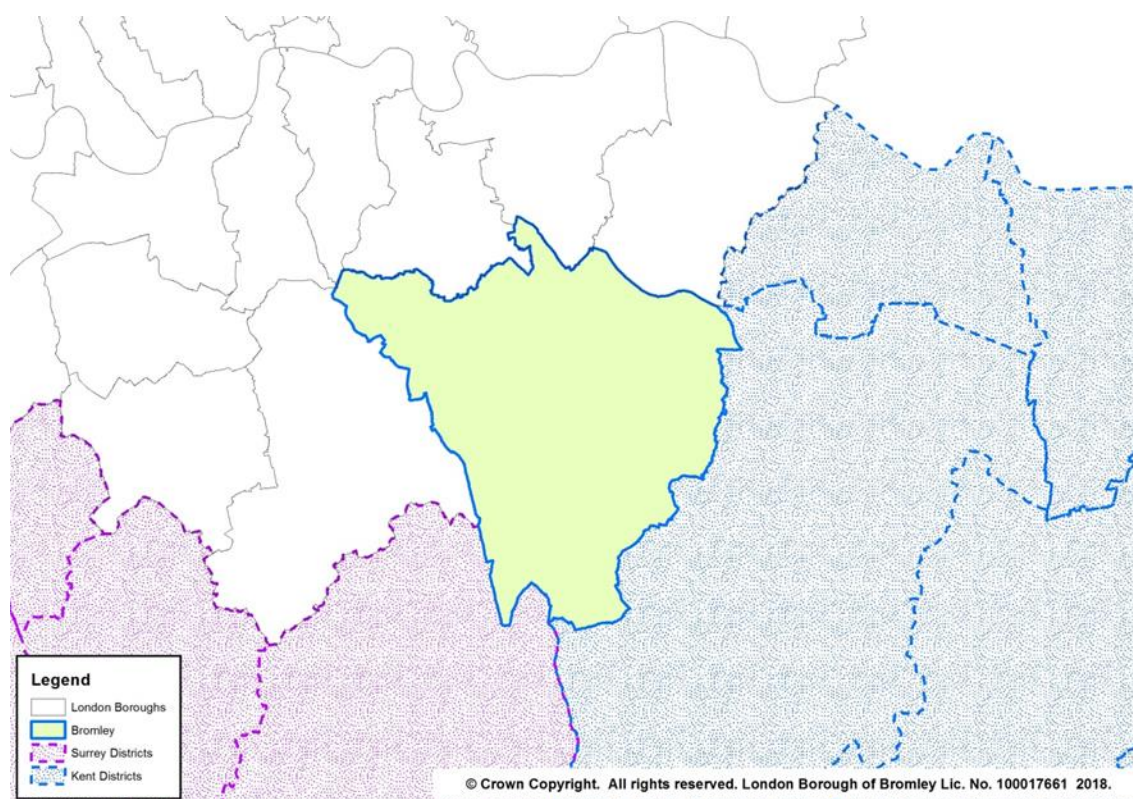 Legend
London Boroughs
Bromley
Surrey Districts
Kent Districts
© Crown Copyright. All rights reserved. London Borough of Bromley Lic. No. 100017661 2018.